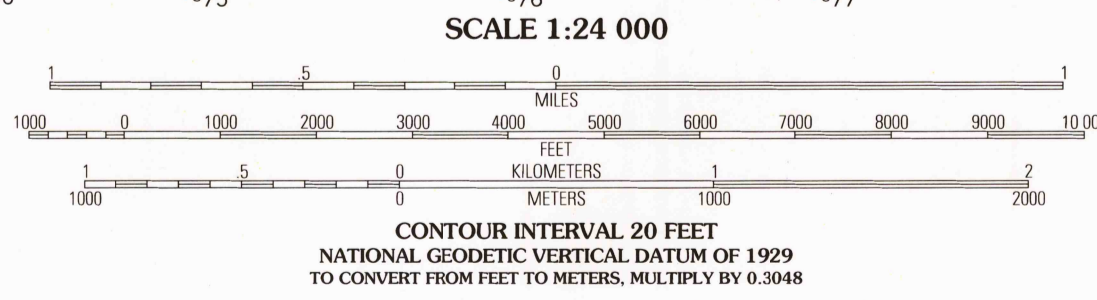 SCALE 1:24 000
1 .5 0 1
MILES
1000 0 1000 2000 3000 4000 5000 6000 7000 8000 9000 10 00
FEET
1 .5 0 KILOMETERS 1 2
1000 0 METERS 1000 2000
CONTOUR INTERVAL 20 FEET
NATIONAL GEODETIC VERTICAL DATUM OF 1929
TO CONVERT FROM FEET TO METERS, MULTIPLY BY 0.3048